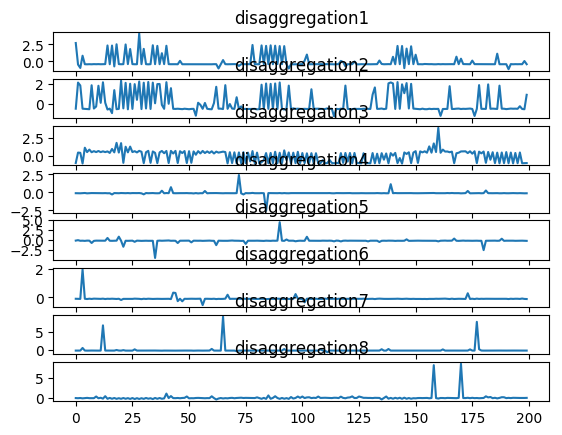 disaggregation1
2.5
0.0
disaggregation2
2
0
disaggregation3
2.5
0.0
disaggregation4
2.5
0.0
−2.5
disaggregation5
5.0
2.5
0.0
−2.5
disaggregation6
2
0
disaggregation7
5
0
disaggregation8
5
0
0 25 50 75 100 125 150 175 200